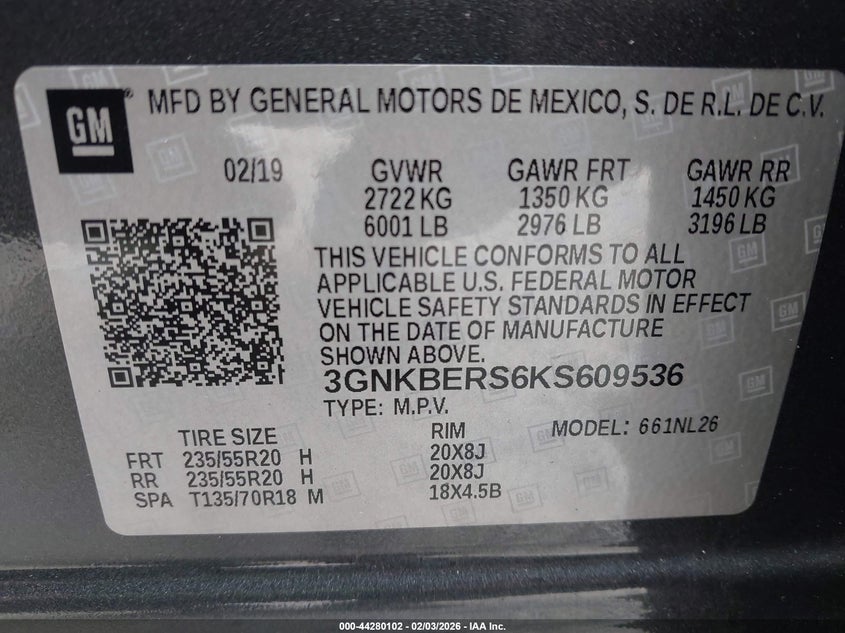 GM
MFD BY GENERAL MOTORS DE MEXICO, S. DE R.L. DE C.V.
02/19 GVWR GAWR FRT GAWR RR
2722 KG 1350 KG 1450 KG
6001 LB 2976 LB 3196 LB
THIS VEHICLE CONFORMS TO ALL
APPLICABLE U.S. FEDERAL MOTOR
VEHICLE SAFETY STANDARDS IN EFFECT
ON THE DATE OF MANUFACTURE
SHOWN ABOVE.
3GNKBERS6KS609536
TYPE: M.P.V. MODEL: 661NL26
TIRE SIZE RIM
FRT 235/55R20 H 20X8J
RR 235/55R20 H 20X8J
SPA T135/70R18 M 18X4.5B
000-44280102 - 02/03/2026 - IAA Inc.